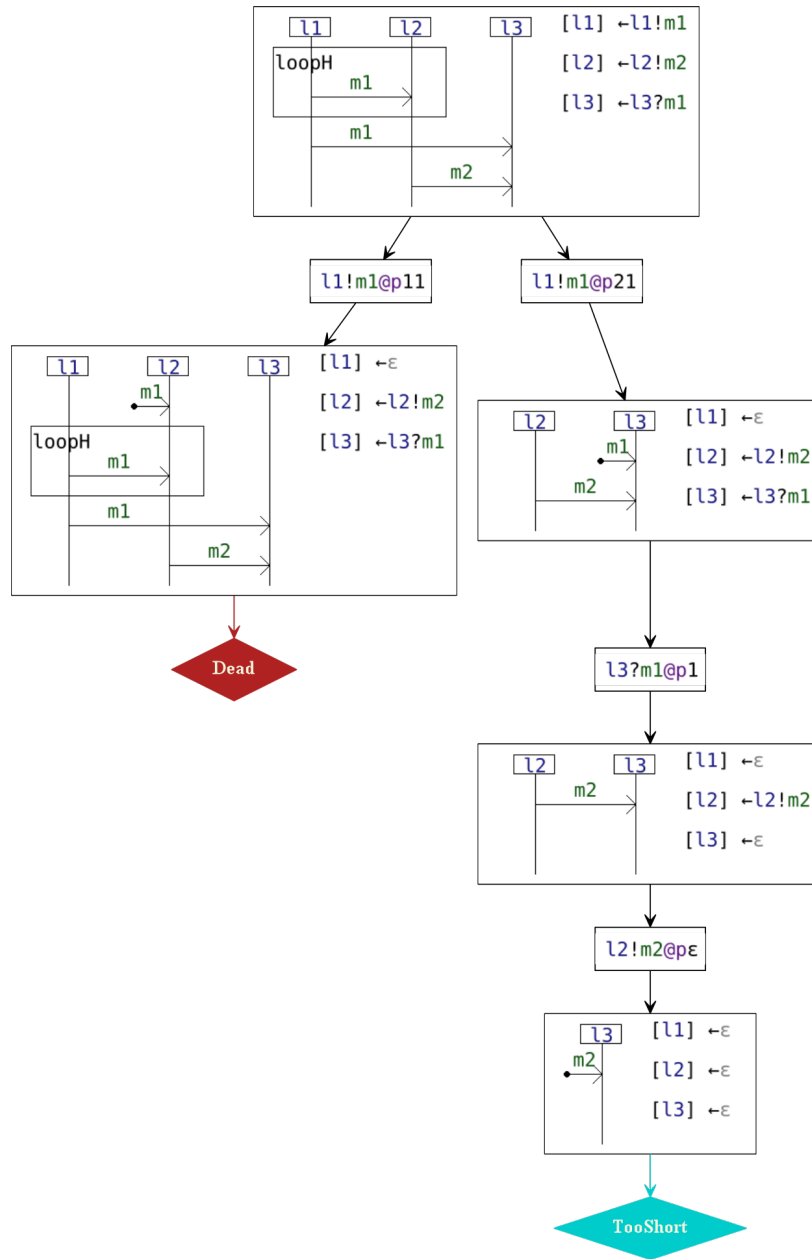 l1 l2 l3 [l1] ←l1!m1
loopH [l2] ←l2!m2
m1 [l3] ←l3?m1
m1
m2
l1!m1@p11 l1!m1@p21
l1 l2 l3 [l1] ←ε
m1 [l2] ←l2!m2
loopH [l3] ←l3?m1
m1
m1
m2
Dead
l2 l3 [l1] ←ε
m1 [l2] ←l2!m2
m2 [l3] ←l3?m1
l3?m1@p1
l2 l3 [l1] ←ε
m2 [l2] ←l2!m2
[l3] ←ε
l2!m2@pε
l3 [l1] ←ε
m2 [l2] ←ε
[l3] ←ε
TooShort